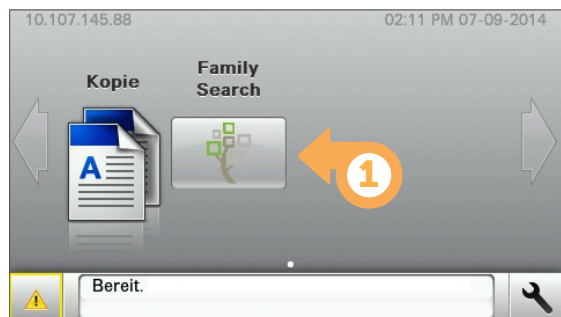 10.107.145.88
02:11 PM 07-09-2014
Kopie
Family
Search
A
1
Bereit.